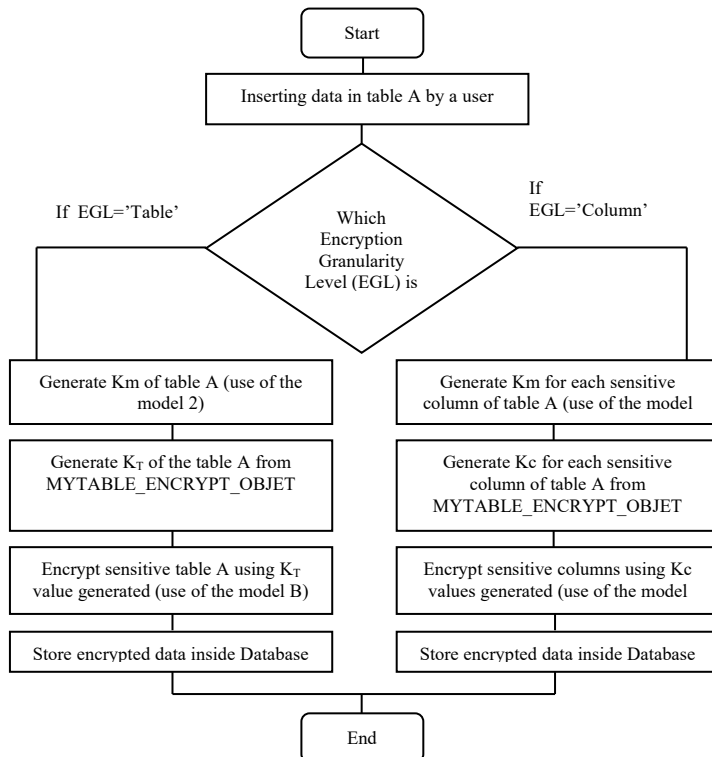 Start
Inserting data in table A by a user
If EGL=’Table’
If
EGL=’Column’
Which
Encryption
Granularity
Level (EGL) is
Generate Km of table A (use of the
model 2)
Generate Km for each sensitive
column of table A (use of the model
Generate KT of the table A from
MYTABLE_ENCRYPT_OBJET
Generate Kc for each sensitive
column of table A from
MYTABLE_ENCRYPT_OBJET
Encrypt sensitive table A using KT
value generated (use of the model B)
Encrypt sensitive columns using Kc
values generated (use of the model
Store encrypted data inside Database
Store encrypted data inside Database
End